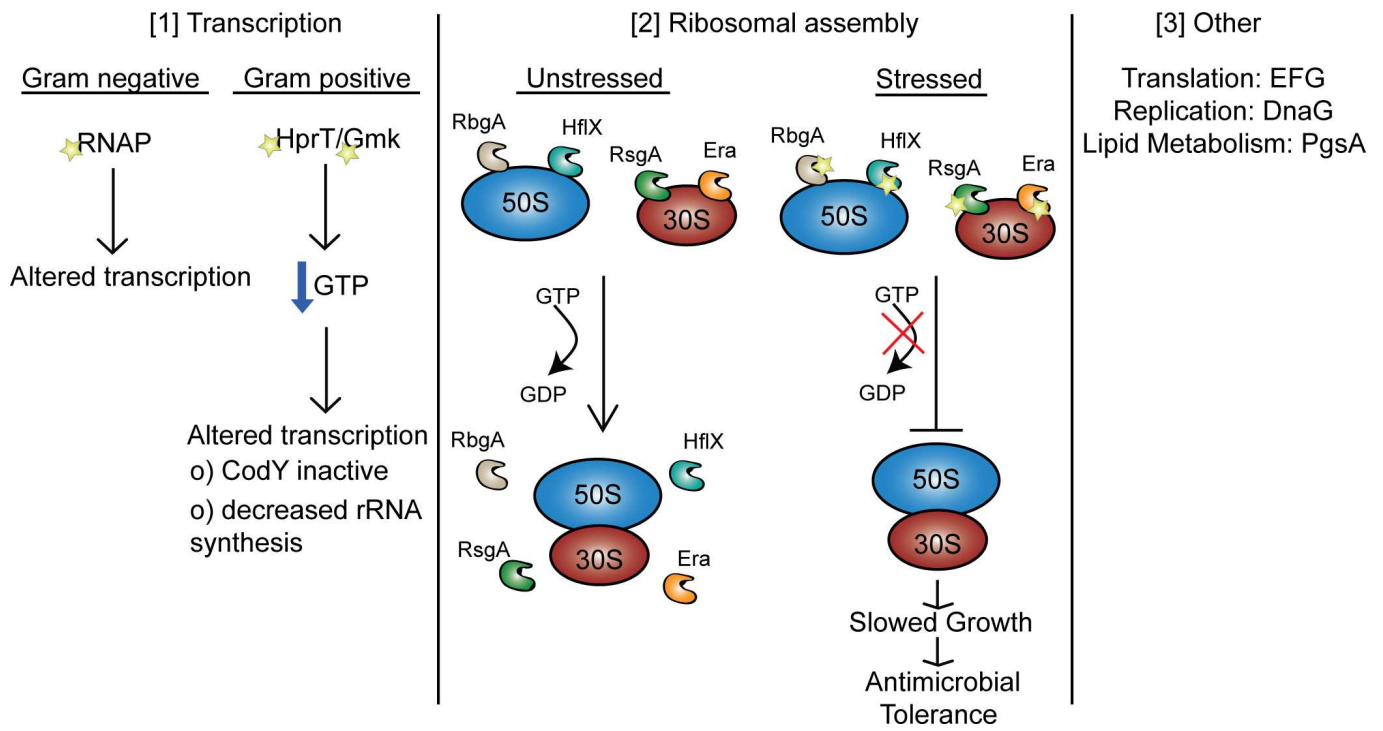 [1] Transcription
Gram negative
Gram positive
RNAP
HprT/Gmk
Altered transcription
GTP
Altered transcription
o) CodY inactive
o) decreased rRNA
synthesis
[2] Ribosomal assembly
Unstressed
RbgA
HflX
RsgA
Era
50S
30S
GTP
GDP
RbgA
HflX
50S
RsgA
30S
Era
Stressed
RbgA
HflX
RsgA
Era
50S
30S
GTP
GDP
50S
30S
Slowed Growth
Antimicrobial
Tolerance
[3] Other
Translation: EFG
Replication: DnaG
Lipid Metabolism: PgsA